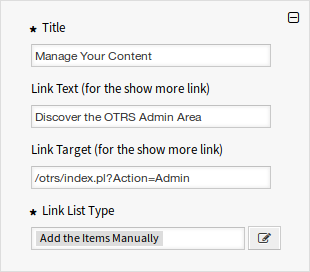 * Title
Manage Your Content
Link Text (for the show more link)
Discover the OTRS Admin Area
Link Target (for the show more link)
/otrs/index.pl?Action=Admin
* Link List Type
Add the Items Manually